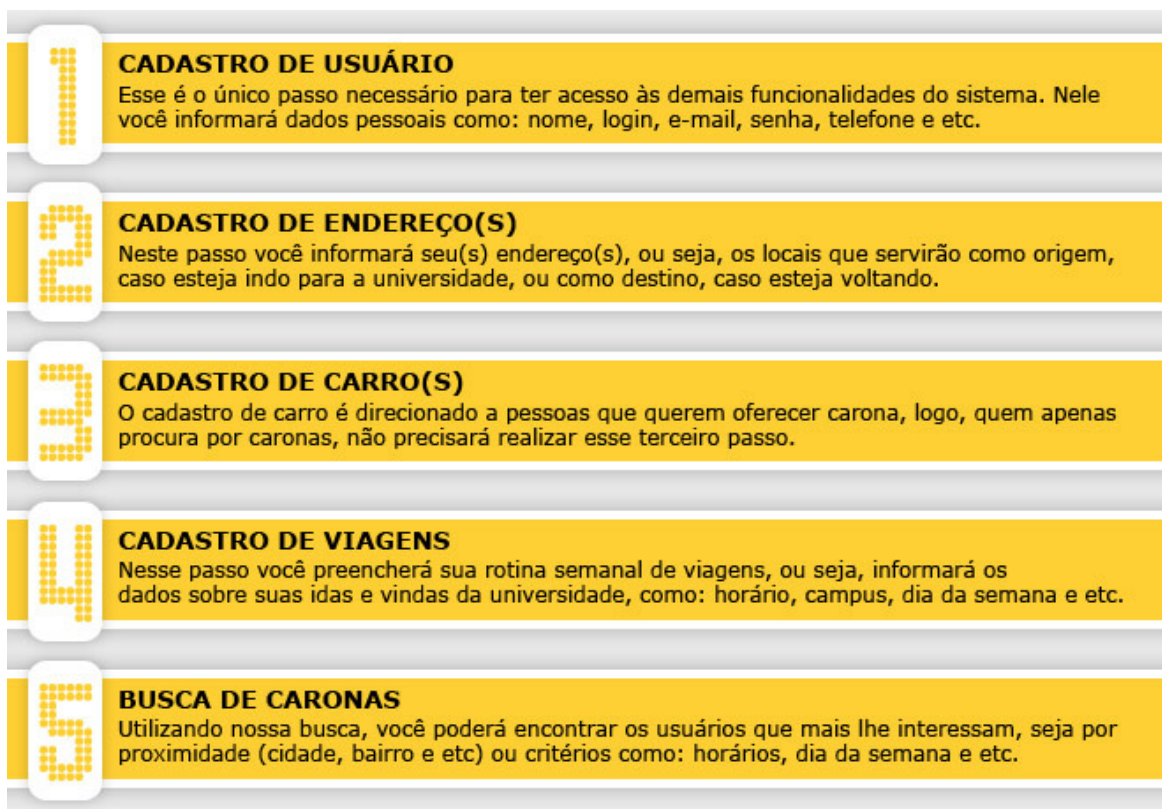 1
CADASTRO DE USUÁRIO
Esse é o único passo necessário para ter acesso às demais funcionalidades do sistema. Nele
você informará dados pessoais como: nome, login, e-mail, senha, telefone e etc.
2
CADASTRO DE ENDEREÇO(S)
Neste passo você informará seu(s) endereço(s), ou seja, os locais que servirão como origem,
caso esteja indo para a universidade, ou como destino, caso esteja voltando.
3
CADASTRO DE CARRO(S)
O cadastro de carro é direcionado a pessoas que querem oferecer carona, logo, quem apenas
procura por caronas, não precisará realizar esse terceiro passo.
4
CADASTRO DE VIAGENS
Nesse passo você preencherá sua rotina semanal de viagens, ou seja, informará os
dados sobre suas idas e vindas da universidade, como: horário, campus, dia da semana e etc.
5
BUSCA DE CARONAS
Utilizando nossa busca, você poderá encontrar os usuários que mais lhe interessam, seja por
proximidade (cidade, bairro e etc) ou critérios como: horários, dia da semana e etc.